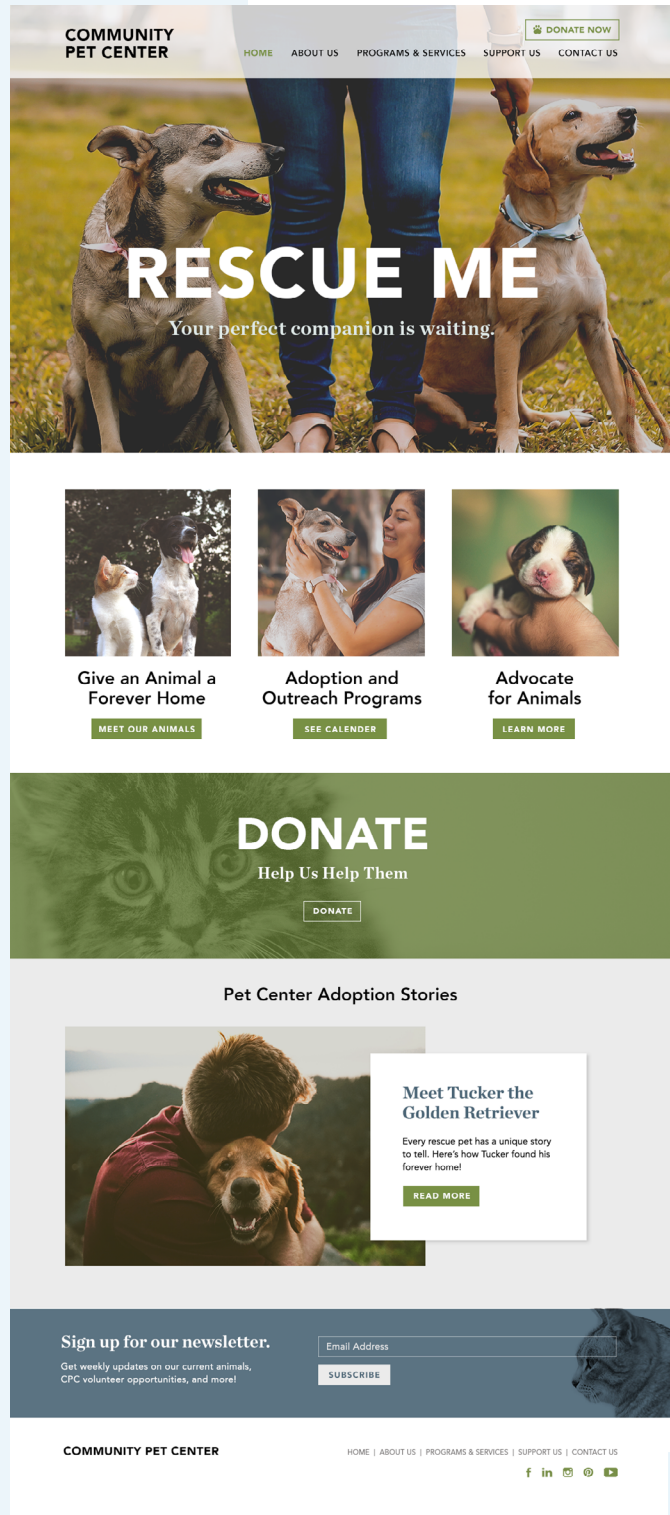 COMMUNITY
PET CENTER
DONATE NOW
HOME ABOUT US PROGRAMS & SERVICES SUPPORT US CONTACT US
RESCUE ME
Your perfect companion is waiting.
Give an Animal a
Forever Home
MEET OUR ANIMALS
Adoption and
Outreach Programs
SEE CALENDER
Advocate
for Animals
LEARN MORE
DONATE
Help Us Help Them
DONATE
Pet Center Adoption Stories
Meet Tucker the
Golden Retriever
Every rescue pet has a unique story
to tell. Here's how Tucker found his
forever home!
READ MORE
Sign up for our newsletter.
Get weekly updates on our current animals,
CPC volunteer opportunities, and more!
Email Address
SUBSCRIBE
COMMUNITY PET CENTER
HOME | ABOUT US | PROGRAMS & SERVICES | SUPPORT US | CONTACT US